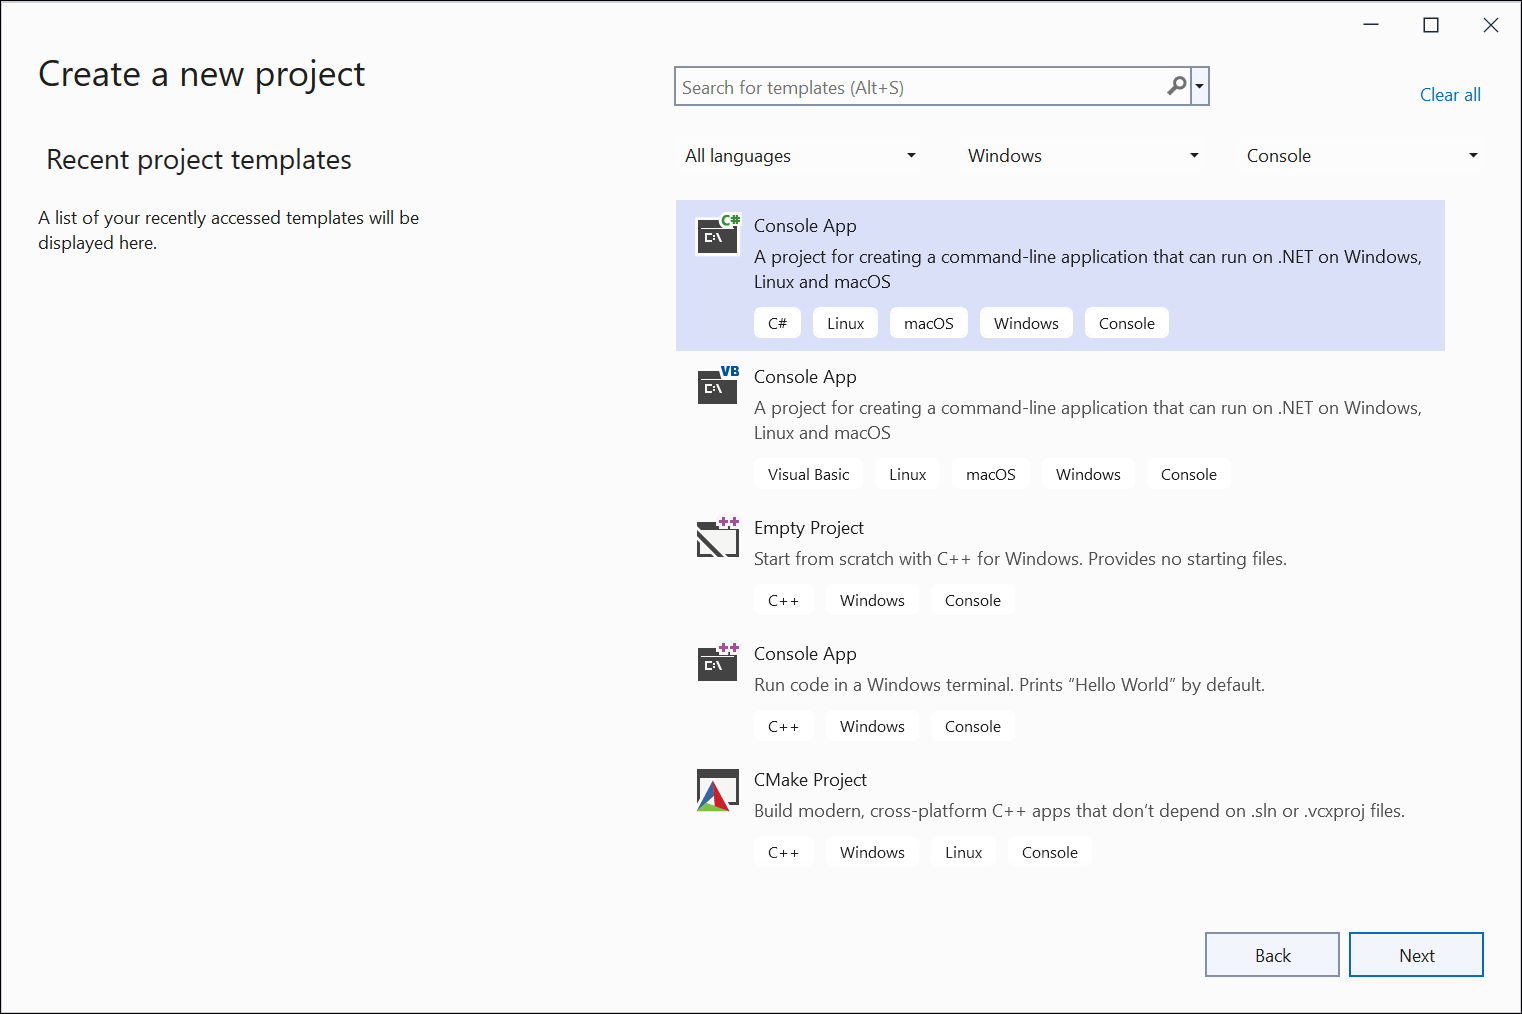 Create a new project
Search for templates (Alt+S)
Clear all
Recent project templates
A list of your recently accessed templates will be
displayed here.
All languages
Windows
Console
C#
C:\
Console App
A project for creating a command-line application that can run on .NET on Windows,
Linux and macOS
C# Linux macOS Windows Console
VB
C:\
Console App
A project for creating a command-line application that can run on .NET on Windows,
Linux and macOS
Visual Basic Linux macOS Windows Console
++
Empty Project
Start from scratch with C++ for Windows. Provides no starting files.
C++ Windows Console
++
C:\
Console App
Run code in a Windows terminal. Prints “Hello World” by default.
C++ Windows Console
CMake Project
Build modern, cross-platform C++ apps that don’t depend on .sln or .vcxproj files.
C++ Windows Linux Console
Back
Next